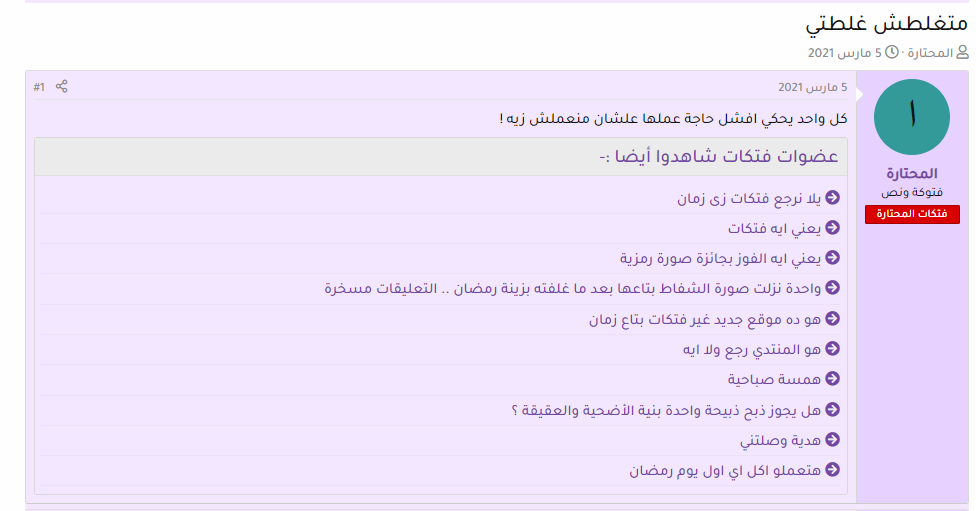 متغلطش غلطتي
المحتارة · 5 مارس 2021
5 مارس 2021
#1
ا
المحتارة
فتوكة ونص
فتكات المحتارة
كل واحد يحكي افشل حاجة عملها علشان منعملش زيه !
عضوات فتكات شاهدوا أيضا :-
يلا نرجع فتكات زى زمان
يعني ايه فتكات
يعني ايه الفوز بجائزة صورة رمزية
واحدة نزلت صورة الشفاط بتاعها بعد ما غلفته بزينة رمضان .. التعليقات مسخرة
هو ده موقع جديد غير فتكات بتاع زمان
هو المنتدي رجع ولا ايه
همسة صباحية
هل يجوز ذبح ذبيحة واحدة بنية الأضحية والعقيقة ؟
هدية وصلتني
هتعملو اكل اي اول يوم رمضان